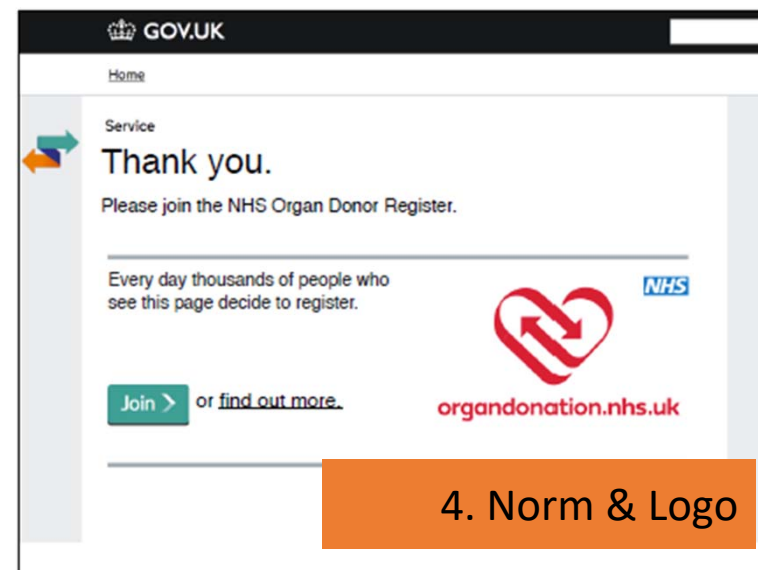 GOV.UK
Home
Service
Thank you.
Please join the NHS Organ Donor Register.
Every day thousands of people who
see this page decide to register.
NHS
Join > or find out more.
organdonation.nhs.uk
4. Norm & Logo